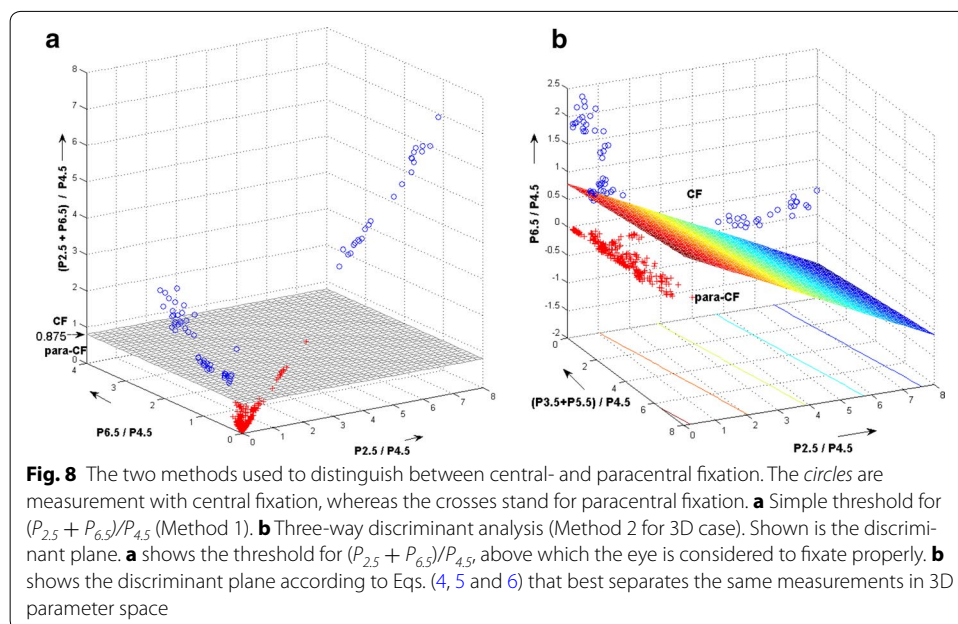 a
b
8
7
6
5
4
3
2
1
0
(P2.5 + P6.5) / P4.5
CF
0.875
para-CF
4
3
2
1
0
P6.5 / P4.5
0
1
2
3
4
5
6
7
8
P2.5 / P4.5
2.5
2
1.5
1
0.5
0
-0.5
-1
-1.5
-2
P6.5 / P4.5
CF
para-CF
0
2
4
6
8
(P3.5+P5.5) / P4.5
0
1
2
3
4
5
6
7
8
P2.5 / P4.5
Fig. 8 The two methods used to distinguish between central- and paracentral fixation. The circles are
measurement with central fixation, whereas the crosses stand for paracentral fixation. a Simple threshold for
(P2.5 + P6.5)/P4.5 (Method 1). b Three-way discriminant analysis (Method 2 for 3D case). Shown is the discrimi-
nant plane. a shows the threshold for (P2.5 + P6.5)/P4.5, above which the eye is considered to fixate properly. b
shows the discriminant plane according to Eqs. (4, 5 and 6) that best separates the same measurements in 3D
parameter space